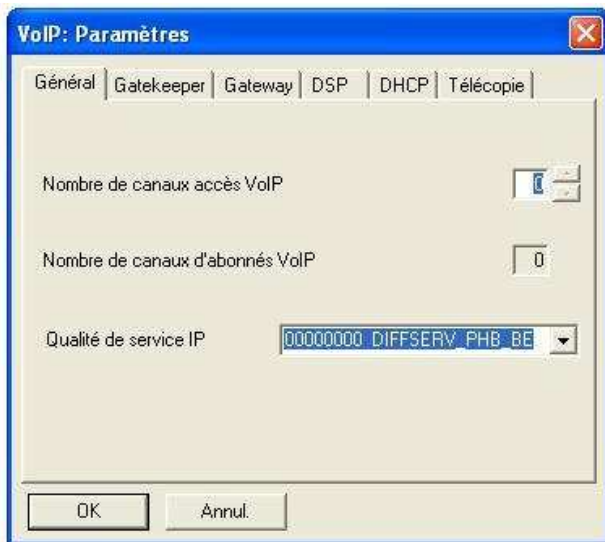 VoIP: Paramètres
Général Gatekeeper Gateway DSP DHCP Télécopie
Nombre de canaux accès VoIP 0
Nombre de canaux d'abonnés VoIP 0
Qualité de service IP 00000000 DIFFSERV_PHB_BE
OK Annul.